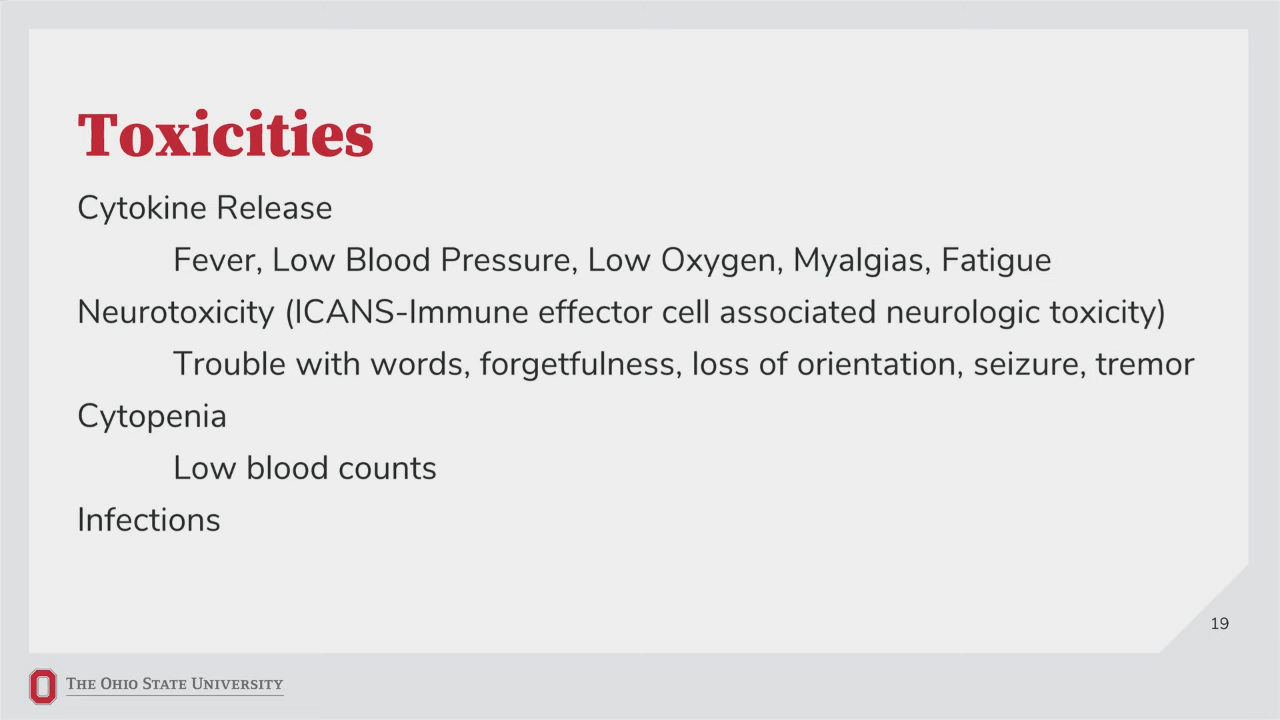 Toxicities
Cytokine Release
Fever, Low Blood Pressure, Low Oxygen, Myalgias, Fatigue
Neurotoxicity (ICANS-Immune effector cell associated neurologic toxicity)
Trouble with words, forgetfulness, loss of orientation, seizure, tremor
Cytopenia
Low blood counts
Infections
19
THE OHIO STATE UNIVERSITY